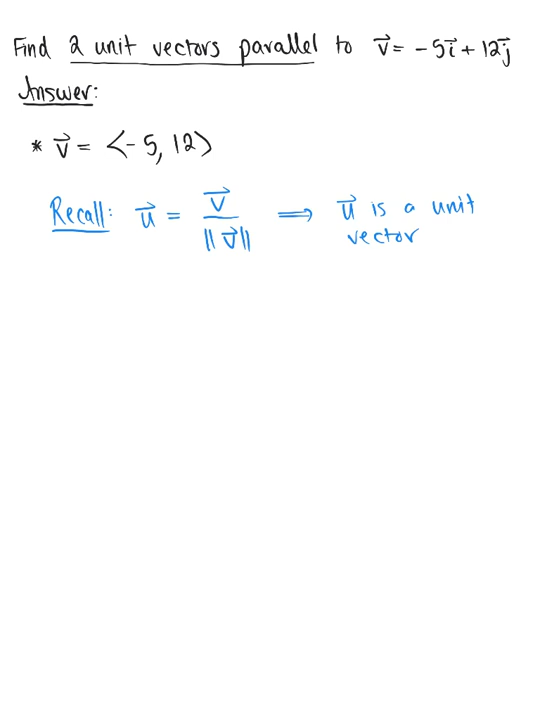 Find 2 unit vectors parallel to v⃗ = -5i⃗ + 12j⃗
Answer:
* v⃗ = <-5, 12>
Recall: u⃗ = v⃗ / ||v⃗|| ⟹ u⃗ is a unit
vector